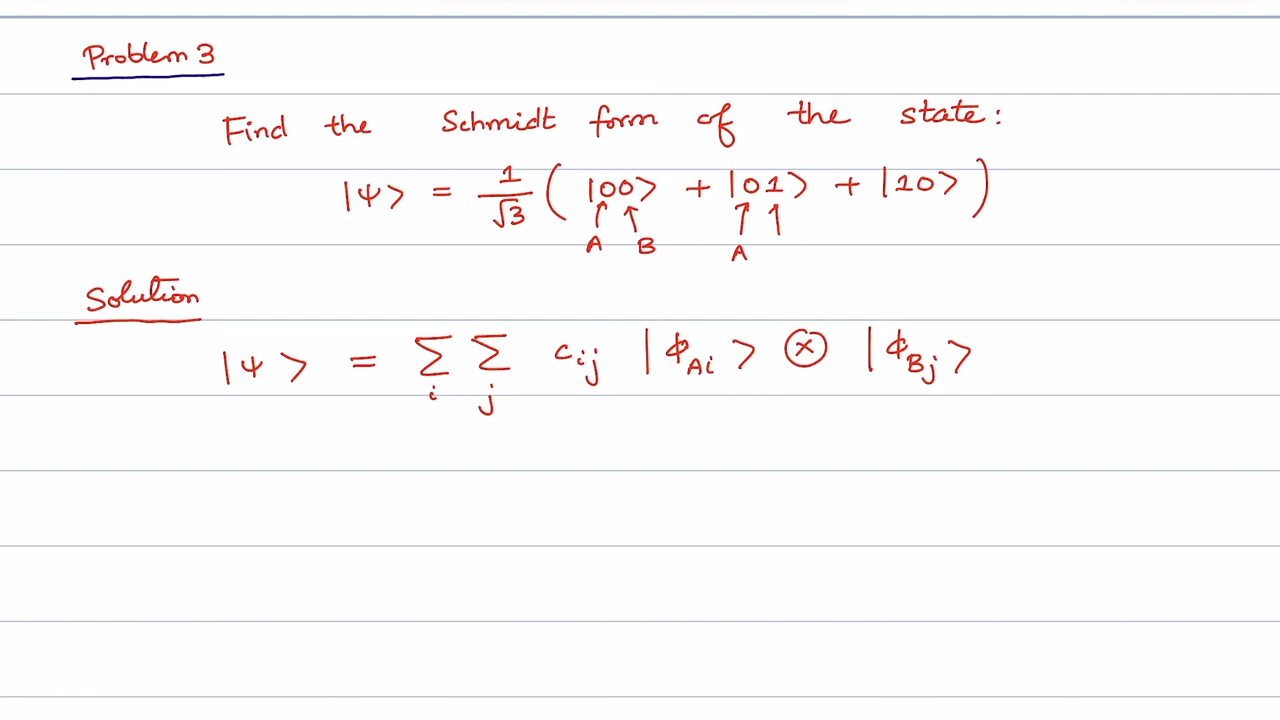 Problem 3
Find the Schmidt form of the state:
|ψ> = 1/√3 ( |00> + |01> + |10> )
A B A
Solution
|ψ> = Σ_i Σ_j c_ij |ϕ_Ai> ⊗ |ϕ_Bj>